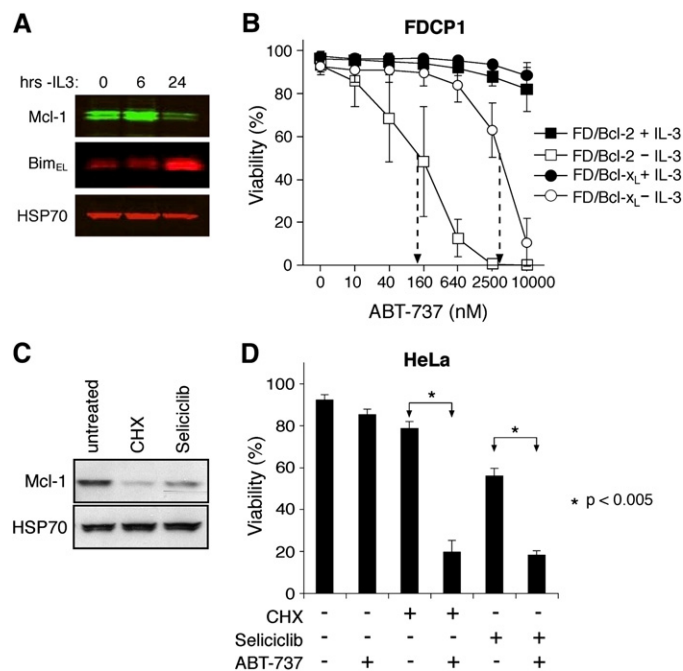 A
hrs -IL3: 0 6 24
Mcl-1
BimEL
HSP70
B
FDCP1
Viability (%)
100
80
60
40
20
0
0 10 40 160 640 2500 10000
ABT-737 (nM)
FD/Bcl-2 + IL-3
FD/Bcl-2 − IL-3
FD/Bcl-xL + IL-3
FD/Bcl-xL − IL-3
C
untreated
CHX
Seliciclib
Mcl-1
HSP70
D
HeLa
Viability (%)
100
80
60
40
20
0
*
*
* p < 0.005
CHX - - + + - -
Seliciclib - - - - + +
ABT-737 - + - + - +